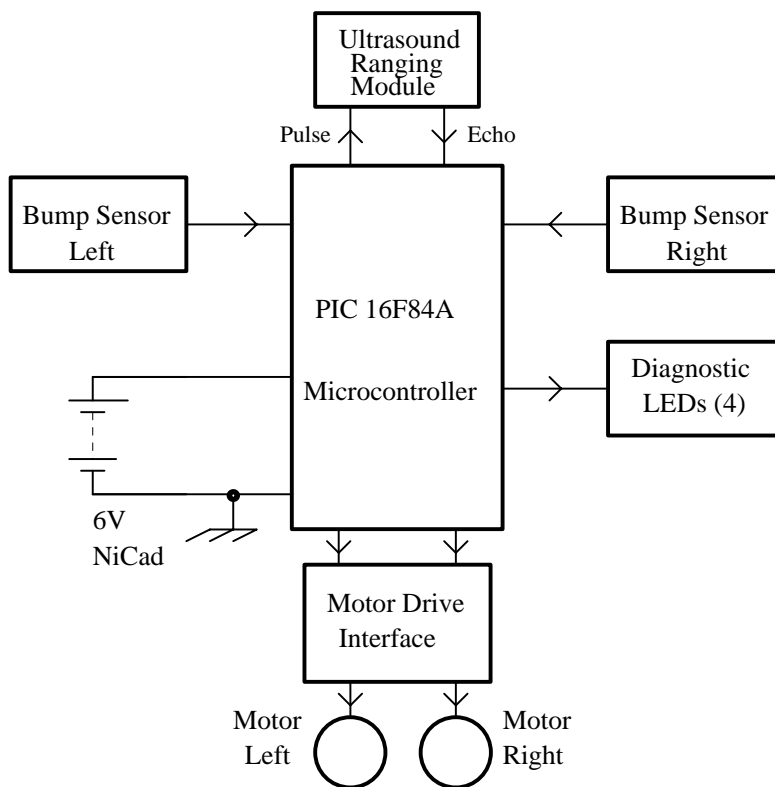 Ultrasound
Ranging
Module
Pulse
Echo
Bump Sensor
Left
Bump Sensor
Right
PIC 16F84A
Microcontroller
Diagnostic
LEDs (4)
6V
NiCad
Motor Drive
Interface
Motor
Left
Motor
Right